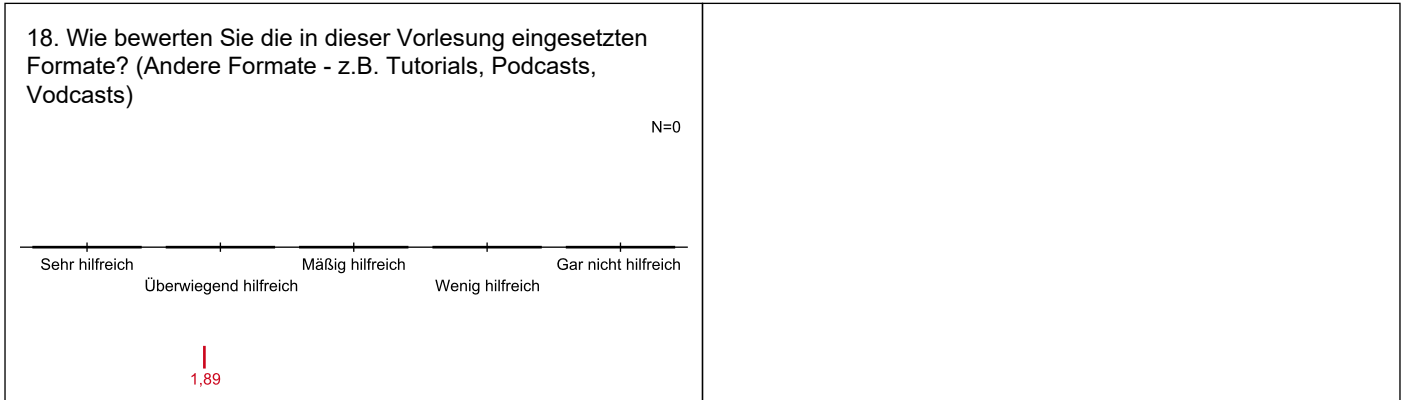 18. Wie bewerten Sie die in dieser Vorlesung eingesetzten
Formate? (Andere Formate - z.B. Tutorials, Podcasts,
Vodcasts)
N=0
Sehr hilfreich
Überwiegend hilfreich
Mäßig hilfreich
Wenig hilfreich
Gar nicht hilfreich
1,89